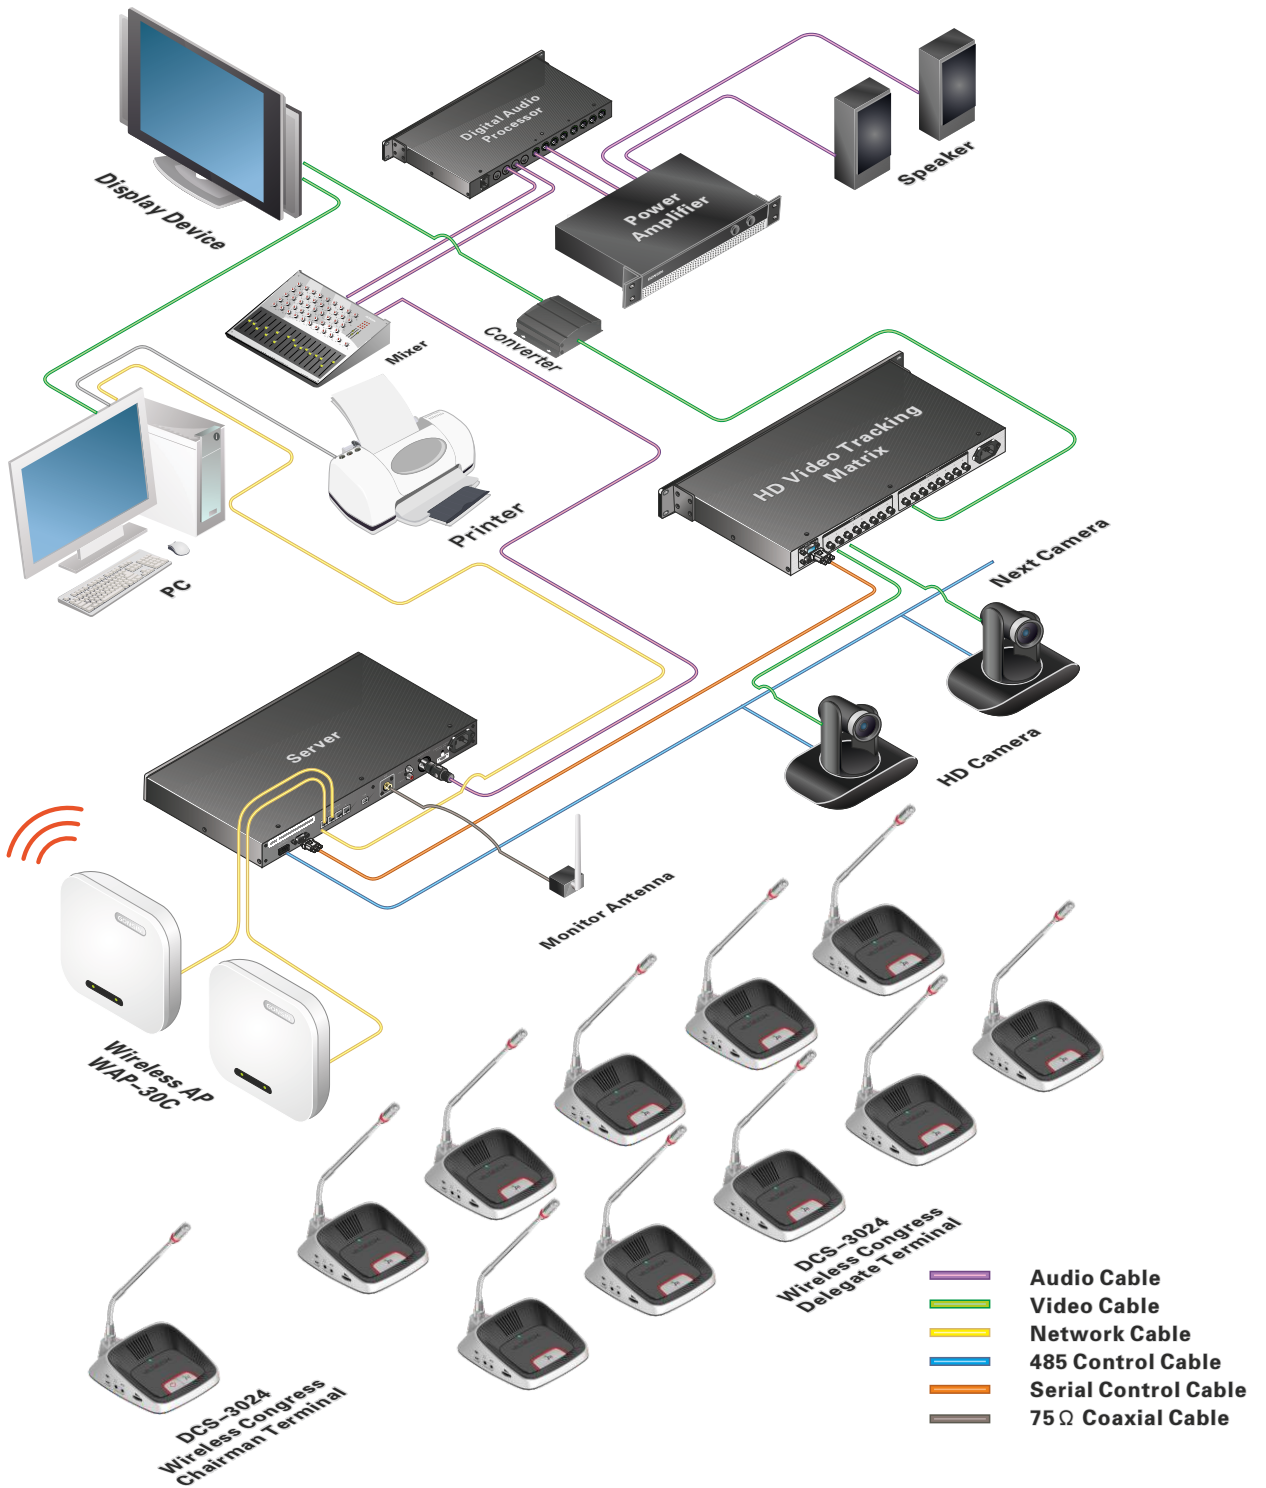 Digital Audio
Processor
Speaker
Display Device
Power
Amplifier
Mixer
Converter
HD Video Tracking
Matrix
Printer
PC
Next Camera
Server
HD Camera
Monitor Antenna
Wireless AP
WAP-30C
DCS-3024
Wireless Congress
Delegate Terminal
DCS-3024
Wireless Congress
Chairman Terminal
Audio Cable
Video Cable
Network Cable
485 Control Cable
Serial Control Cable
75Ω Coaxial Cable